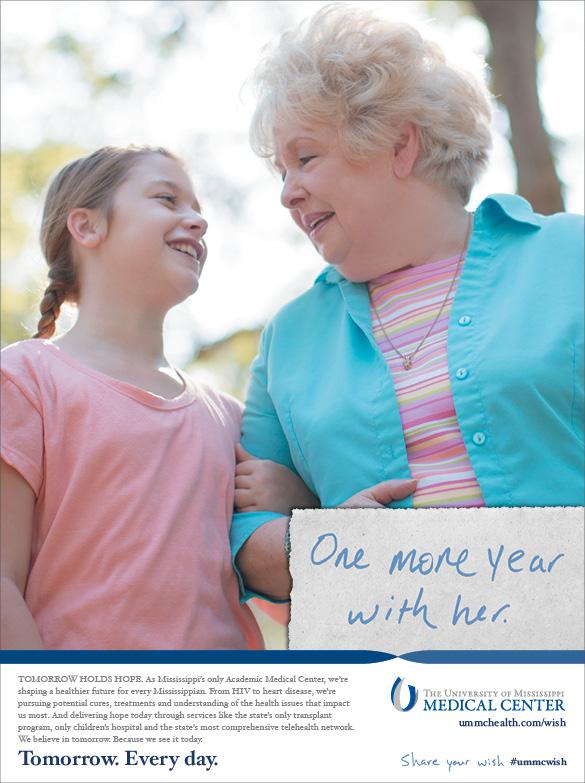 One more year
with her.
TOMORROW HOLDS HOPE. As Mississippi's only Academic Medical Center, we're
shaping a healthier future for every Mississippian. From HIV to heart disease, we're
pursuing potential cures, treatments and understanding of the health issues that impact
us most. And delivering hope today through services like the state's only transplant
program, only children's hospital and the state's most comprehensive telehealth network.
We believe in tomorrow. Because we see it today.
Tomorrow. Every day.
The University of Mississippi
MEDICAL CENTER
ummchealth.com/wish
Share your wish #ummcwish